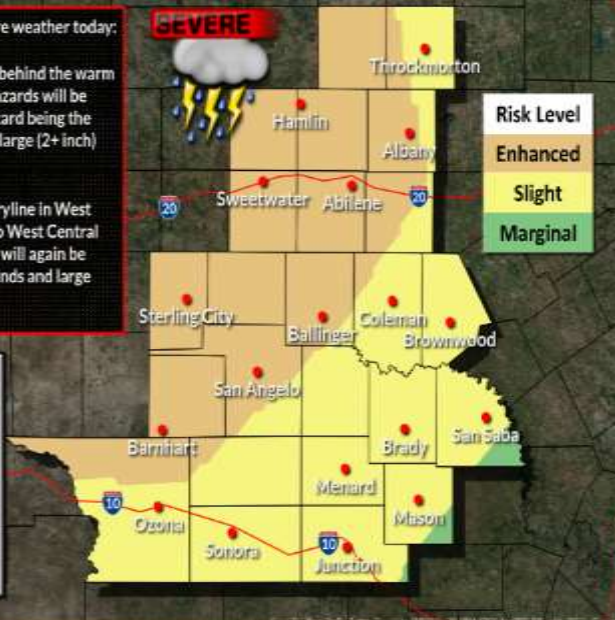 re weather today:
behind the warm
azards will be
ard being the
large (2+ inch)
ryline in West
o West Central
will again be
nds and large
SEVERE
Throckmorton
Hamlin
Albany
Sweetwater
Abilene
20
20
Risk Level
Enhanced
Slight
Marginal
Sterling City
Ballinger
Coleman
Brownwood
San Angelo
Barnhart
Brady
San Saba
Menard
Mason
10
Ozona
Sonora
10
Junction